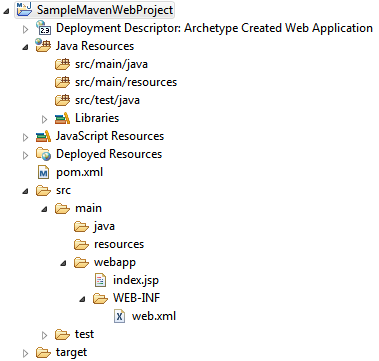 SampleMavenWebProject
2.3 Deployment Descriptor: Archetype Created Web Application
Java Resources
src/main/java
src/main/resources
src/test/java
Libraries
JavaScript Resources
Deployed Resources
M pom.xml
src
main
java
resources
webapp
index.jsp
WEB-INF
X web.xml
test
target